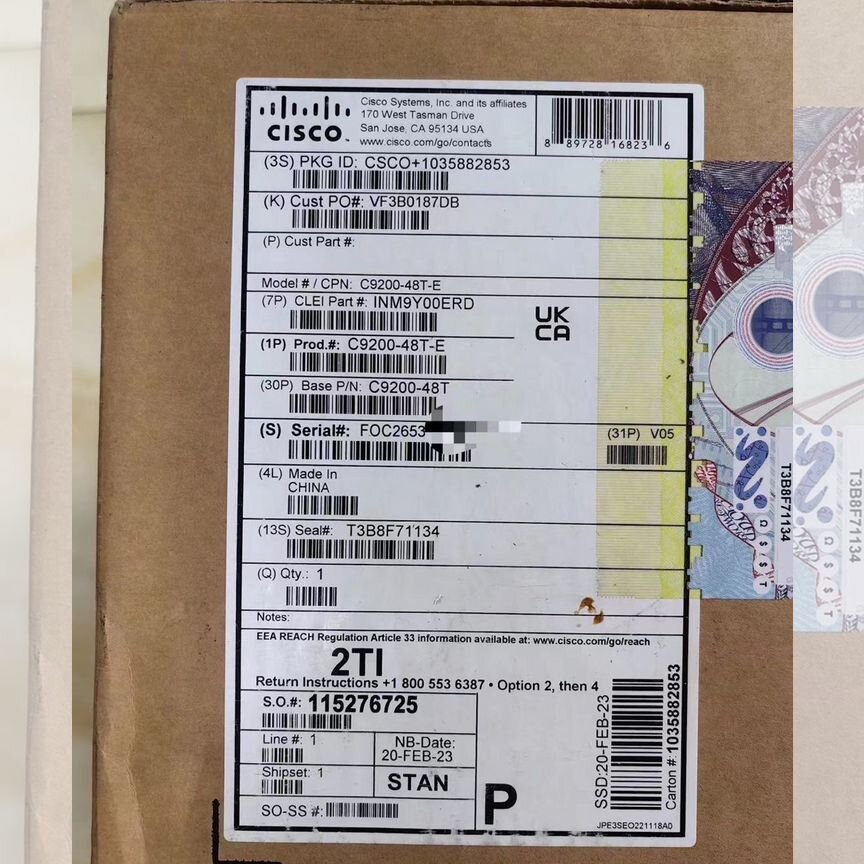 CISCO™
Cisco Systems, Inc. and its affiliates
170 West Tasman Drive
San Jose, CA 95134 USA
www.cisco.com/go/contacts
8 89728 16823 6
(3S) PKG ID: CSCO+1035882853
(K) Cust PO#: VF3B0187DB
(P) Cust Part #:
Model # / CPN: C9200-48T-E
(7P) CLEI Part #: INM9Y00ERD
UK
CA
(1P) Prod.#: C9200-48T-E
(30P) Base P/N: C9200-48T
(S) Serial#: FOC2653
(31P) V05
(4L) Made In
CHINA
(13S) Seal#: T3B8F71134
(Q) Qty.: 1
Notes:
EEA REACH Regulation Article 33 information available at: www.cisco.com/go/reach
2TI
Return Instructions +1 800 553 6387 • Option 2, then 4
S.O.#: 115276725
Line #: 1
NB-Date:
20-FEB-23
Shipset: 1
STAN
SO-SS #:
P
SSD:20-FEB-23
Carton #:1035882853
JPE3SEO221118A0
T3B8F71134
T3B8F71134